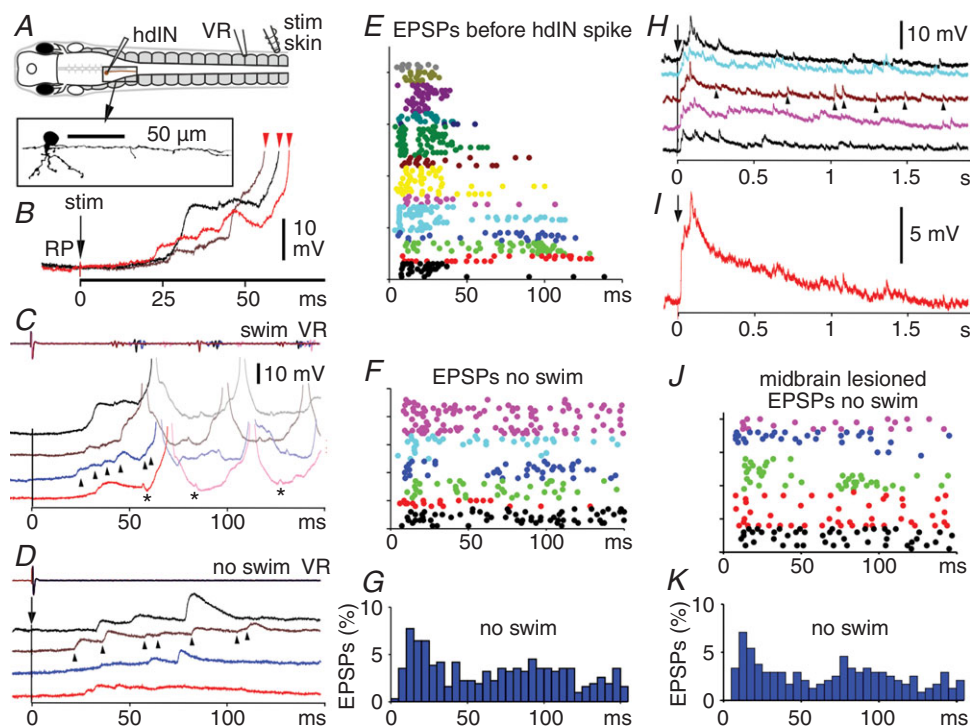 A
hdIN
VR
stim
skin
50 µm
B
stim
RP
10
mV
0
25
50
ms
C
swim VR
10 mV
*
*
*
0
50
100
ms
D
no swim VR
0
50
100
ms
E
EPSPs before hdIN spike
0
50
100
ms
F
EPSPs no swim
0
50
100
ms
G
EPSPs (%)
10
5
0
no swim
0
50
100
ms
H
10 mV
0
0.5
1
1.5
s
I
5 mV
0
0.5
1
1.5
s
J
midbrain lesioned
EPSPs no swim
0
50
100
ms
K
EPSPs (%)
10
5
0
no swim
0
50
100
ms